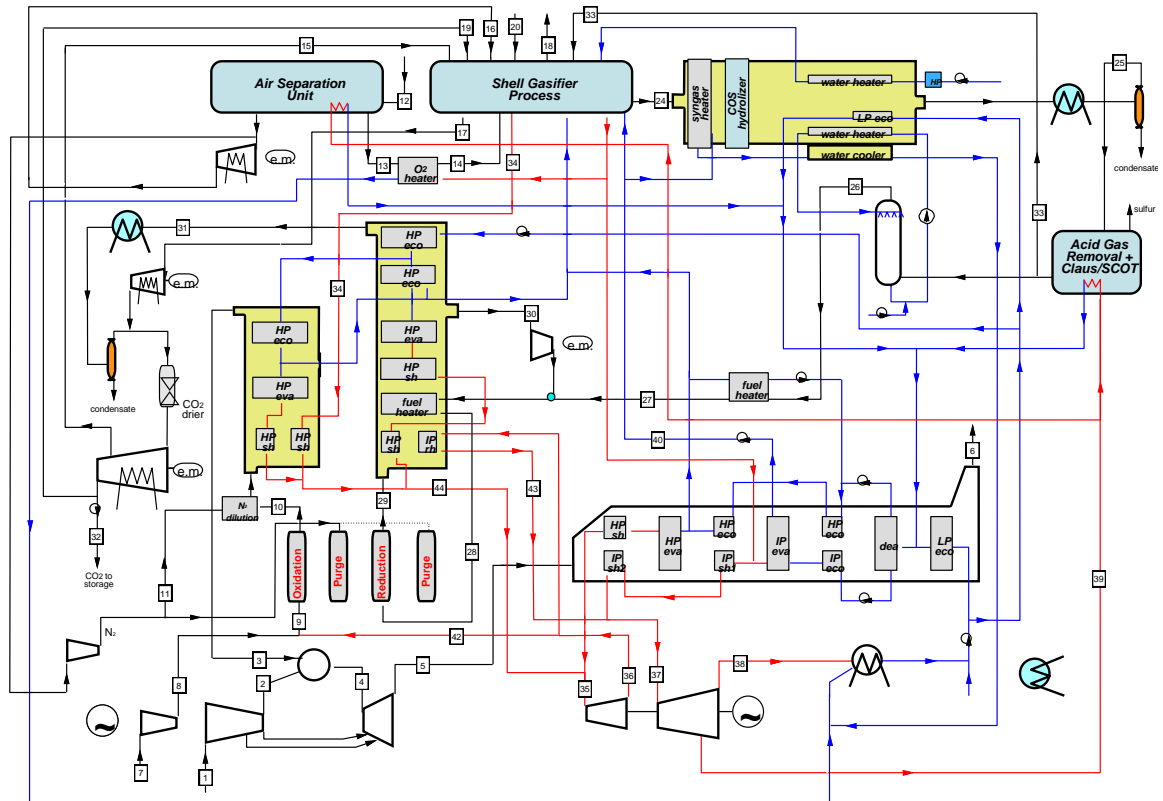 33
19
16
20
18
25
15
Air Separation
Unit
Shell Gasifier
Process
12
24
syngas
heater
COS
hydrolizer
water heater
HP
LP eco
water heater
water cooler
condensate
17
e.m.
13
O2
heater
14
34
26
33
sulfur
Acid Gas
Removal +
Claus/SCOT
31
HP
eco
HP
eco
e.m.
34
30
e.m.
HP
eco
HP
eva
HP
eva
HP
sh
fuel
heater
27
fuel
heater
condensate
CO2
drier
HP
sh
HP
sh
HP
sh
IP
rh
40
6
e.m.
44
43
29
N2
dilution
10
HP
sh
HP
eva
HP
eco
IP
eva
HP
eco
dea
LP
eco
IP
sh2
IP
sh1
IP
eco
32
CO2 to
storage
11
Oxidation
Purge
Reduction
Purge
28
39
9
N2
42
3
2
4
5
8
35
36
37
38
7
1